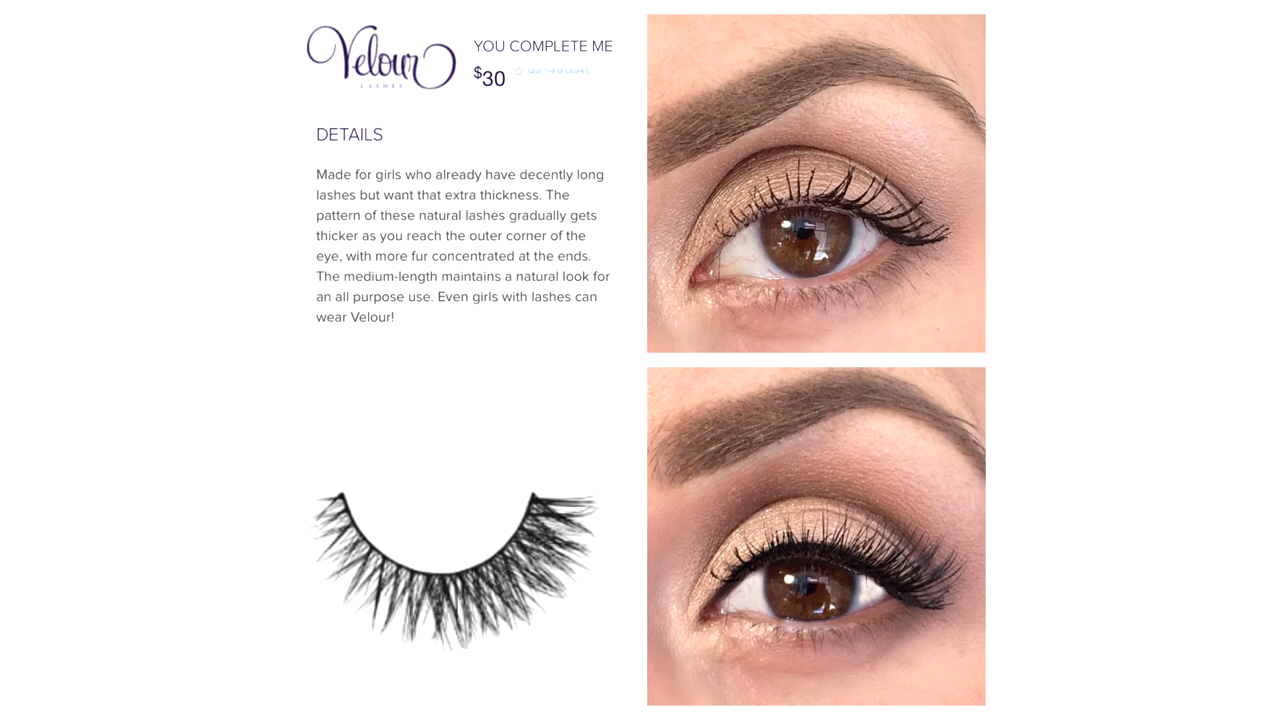 Velour
LASHES
YOU COMPLETE ME
$30
SAVE THESE LASHES
DETAILS
Made for girls who already have decently long
lashes but want that extra thickness. The
pattern of these natural lashes gradually gets
thicker as you reach the outer corner of the
eye, with more fur concentrated at the ends.
The medium-length maintains a natural look for
an all purpose use. Even girls with lashes can
wear Velour!